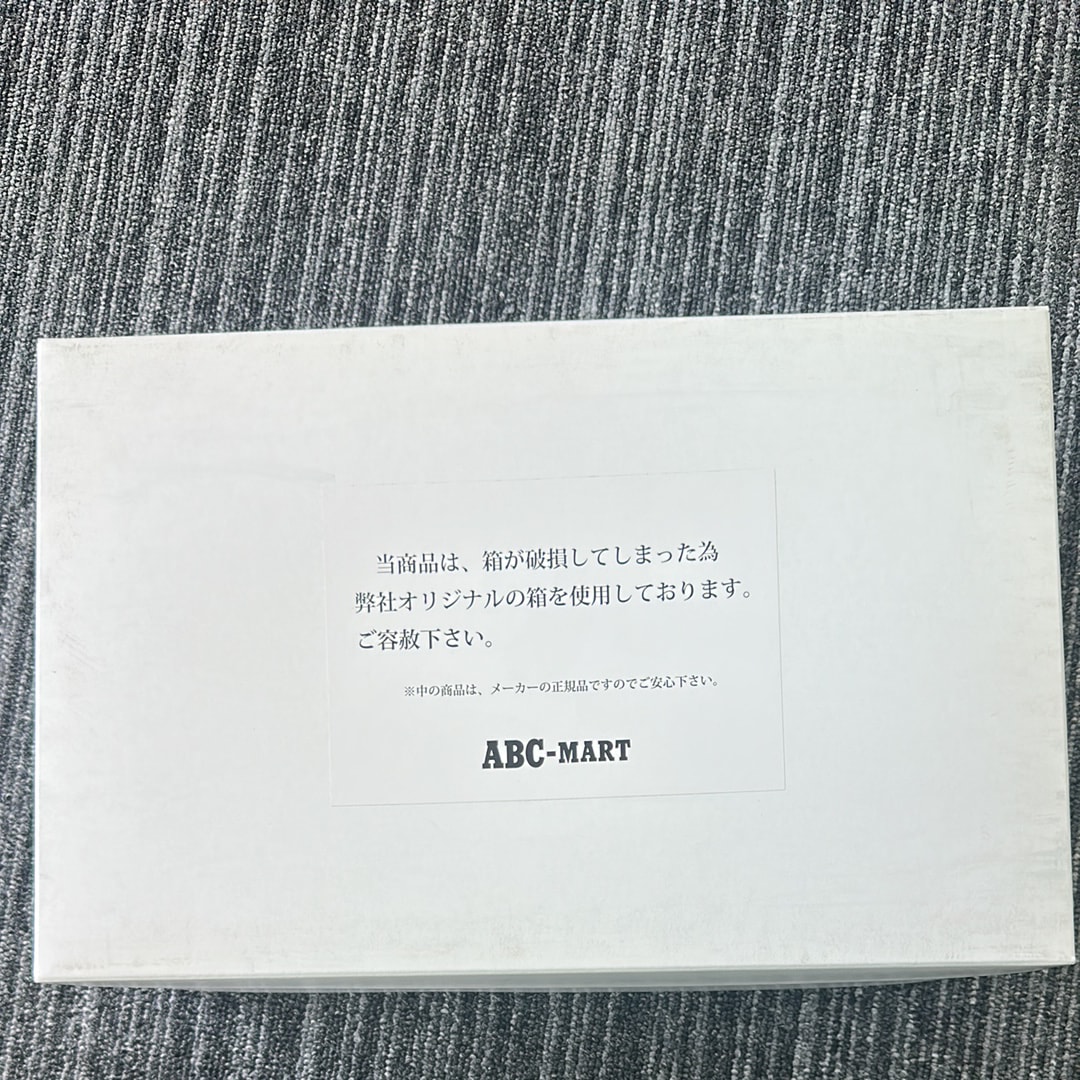 当商品は、箱が破損してしまった為
弊社オリジナルの箱を使用しております。
ご容赦下さい。
※中の商品は、メーカーの正規品ですのでご安心下さい。
ABC-MART